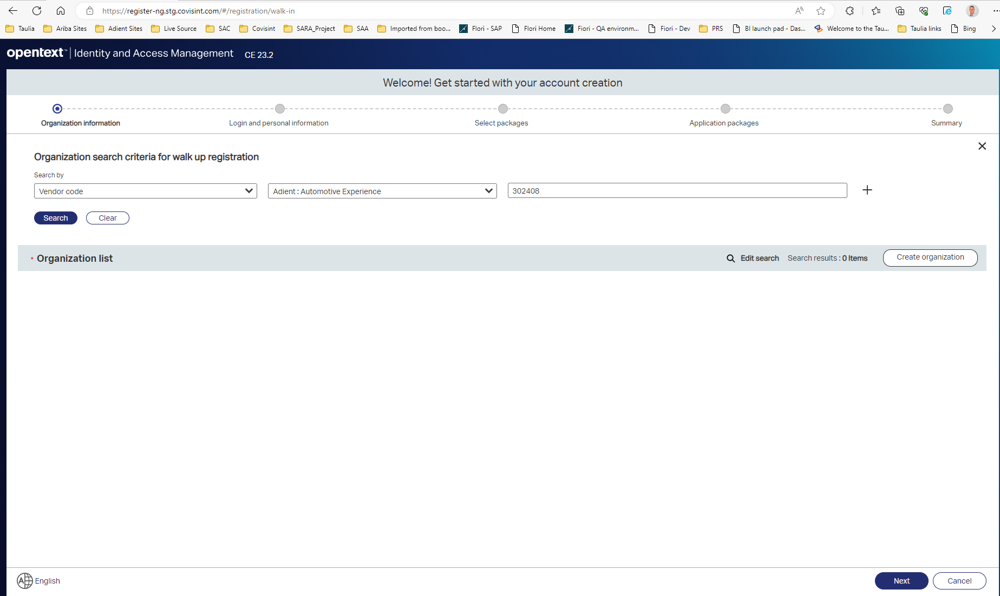 https://register-ng.stg.covisint.com/#/registration/walk-in
Taulia Ariba Sites Adient Sites Live Source SAC Covisint SARA_Project SAA Imported from boo... Fiori - SAP Fiori Home Fiori - QA environm... Fiori - Dev PRS BI launch pad - Das... Welcome to the Tau... Taulia links Bing
opentext™ | Identity and Access Management CE 23.2
Welcome! Get started with your account creation
Organization information Login and personal information Select packages Application packages Summary
Organization search criteria for walk up registration
Search by
Vendor code Adient : Automotive Experience 302408
Search Clear
* Organization list Edit search Search results : 0 Items Create organization
English Next Cancel